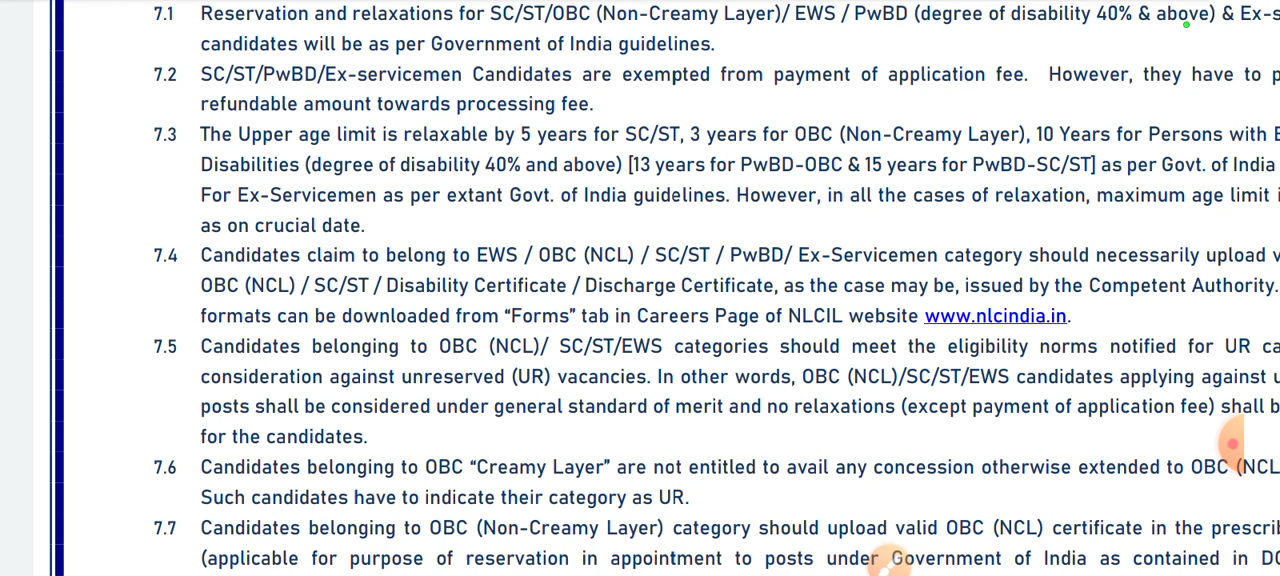 7.1 Reservation and relaxations for SC/ST/OBC (Non-Creamy Layer)/ EWS / PwBD (degree of disability 40% & above) & Ex-s
candidates will be as per Government of India guidelines.
7.2 SC/ST/PwBD/Ex-servicemen Candidates are exempted from payment of application fee. However, they have to p
refundable amount towards processing fee.
7.3 The Upper age limit is relaxable by 5 years for SC/ST, 3 years for OBC (Non-Creamy Layer), 10 Years for Persons with
Disabilities (degree of disability 40% and above) [13 years for PwBD-OBC & 15 years for PwBD-SC/ST] as per Govt. of India
For Ex-Servicemen as per extant Govt. of India guidelines. However, in all the cases of relaxation, maximum age limit i
as on crucial date.
7.4 Candidates claim to belong to EWS / OBC (NCL) / SC/ST / PwBD/ Ex-Servicemen category should necessarily upload v
OBC (NCL) / SC/ST / Disability Certificate / Discharge Certificate, as the case may be, issued by the Competent Authority.
formats can be downloaded from “Forms” tab in Careers Page of NLCIL website www.nlcindia.in.
7.5 Candidates belonging to OBC (NCL)/ SC/ST/EWS categories should meet the eligibility norms notified for UR ca
consideration against unreserved (UR) vacancies. In other words, OBC (NCL)/SC/ST/EWS candidates applying against u
posts shall be considered under general standard of merit and no relaxations (except payment of application fee) shall b
for the candidates.
7.6 Candidates belonging to OBC “Creamy Layer” are not entitled to avail any concession otherwise extended to OBC (NCL
Such candidates have to indicate their category as UR.
7.7 Candidates belonging to OBC (Non-Creamy Layer) category should upload valid OBC (NCL) certificate in the prescrib
(applicable for purpose of reservation in appointment to posts under Government of India as contained in DO